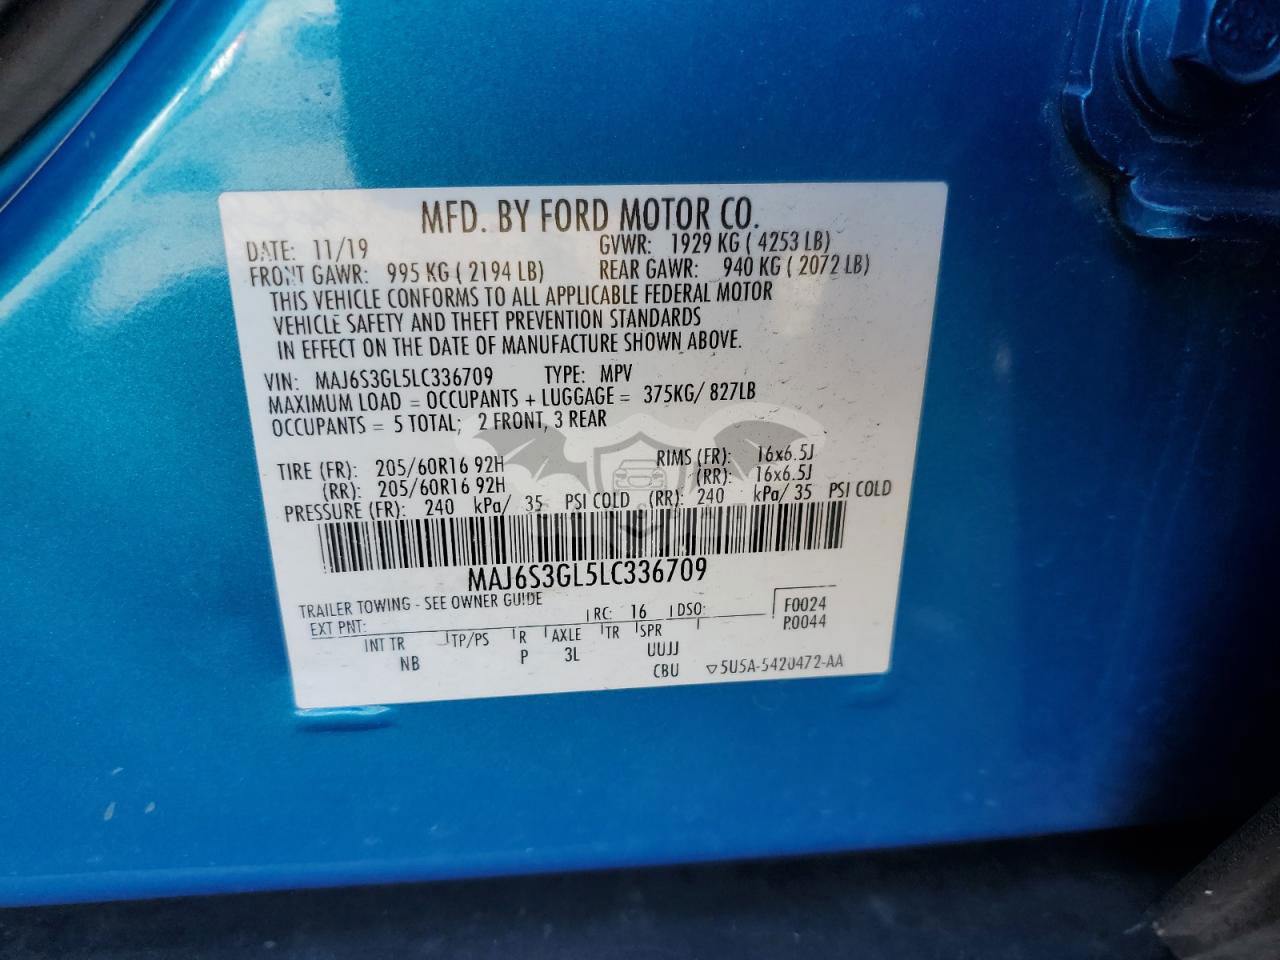 MFD. BY FORD MOTOR CO.
DATE: 11/19 GVWR: 1929 KG ( 4253 LB)
FRONT GAWR: 995 KG ( 2194 LB) REAR GAWR: 940 KG ( 2072 LB)
THIS VEHICLE CONFORMS TO ALL APPLICABLE FEDERAL MOTOR
VEHICLE SAFETY AND THEFT PREVENTION STANDARDS
IN EFFECT ON THE DATE OF MANUFACTURE SHOWN ABOVE.
VIN: MAJ6S3GL5LC336709 TYPE: MPV
MAXIMUM LOAD = OCCUPANTS + LUGGAGE = 375KG/ 827LB
OCCUPANTS = 5 TOTAL; 2 FRONT, 3 REAR
TIRE (FR): 205/60R16 92H RIMS (FR): 16x6.5J
(RR): 205/60R16 92H (RR): 16x6.5J
PRESSURE (FR): 240 kPa/ 35 PSI COLD (RR): 240 kPa/ 35 PSI COLD
MAJ6S3GL5LC336709
TRAILER TOWING - SEE OWNER GUIDE
EXT PNT: RC: 16 DSO: F0024
P.0044
INT TR TP/PS R AXLE TR SPR
NB P 3L UUJJ
CBU 5U5A-5420472-AA